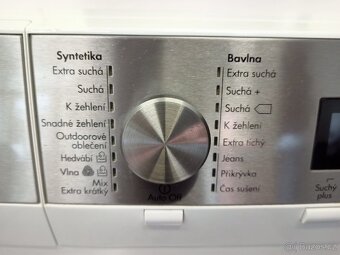 Syntetika
Extra suchá
Suchá
K žehlení
Snadné žehlení
Outdoorové
oblečení
Hedvábí
Vlna
Mix
Extra krátký
Auto Off
Bavlna
Extra suchá
Suchá +
Suchá
K žehlení
Extra tichý
Jeans
Přikrývka
Čas sušení
Suchý
plus